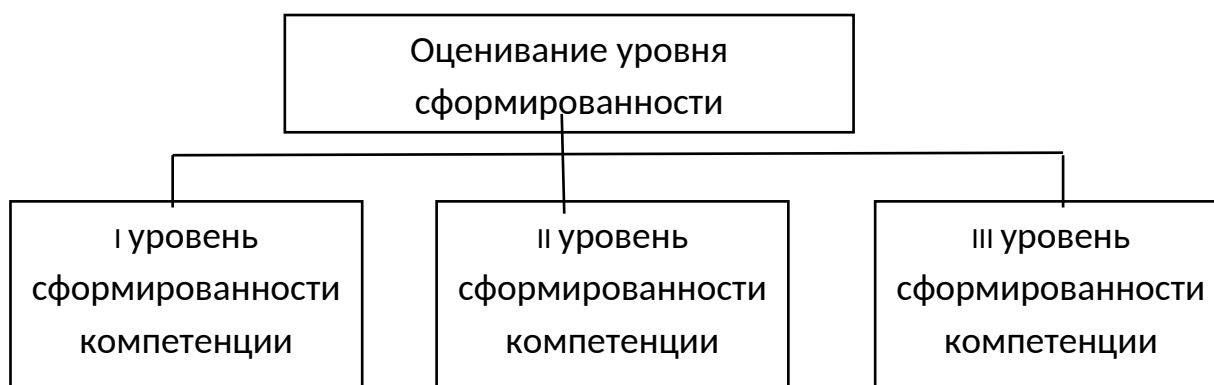 Оценивание уровня
сформированности
I уровень
сформированности
компетенции
II уровень
сформированности
компетенции
III уровень
сформированности
компетенции